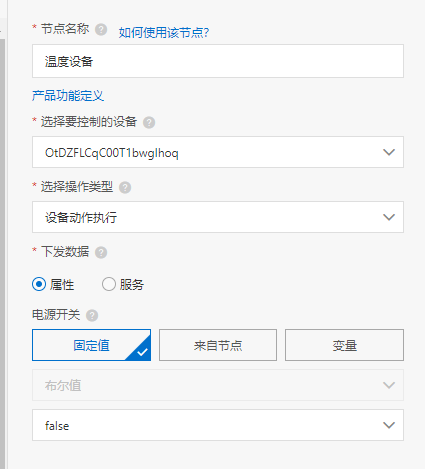 * 节点名称 ? 如何使用该节点?
温度设备
产品功能定义
* 选择要控制的设备 ?
OtDZFLCqC00T1bwglhoq
* 选择操作类型 ?
设备动作执行
* 下发数据 ?
属性 服务
电源开关 ?
固定值 来自节点 变量
布尔值
false